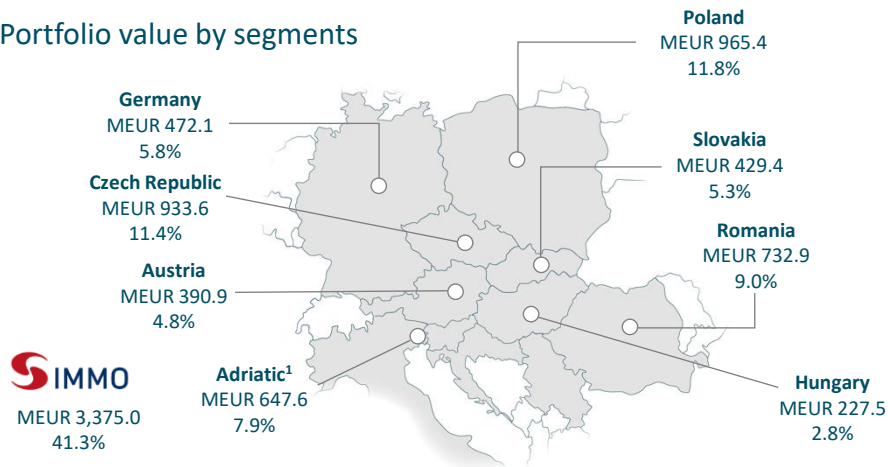 Portfolio value by segments
Poland
MEUR 965.4
11.8%
Germany
MEUR 472.1
5.8%
Slovakia
MEUR 429.4
5.3%
Czech Republic
MEUR 933.6
11.4%
Romania
MEUR 732.9
9.0%
Austria
MEUR 390.9
4.8%
SIMMO
MEUR 3,375.0
41.3%
Adriatic¹
MEUR 647.6
7.9%
Hungary
MEUR 227.5
2.8%